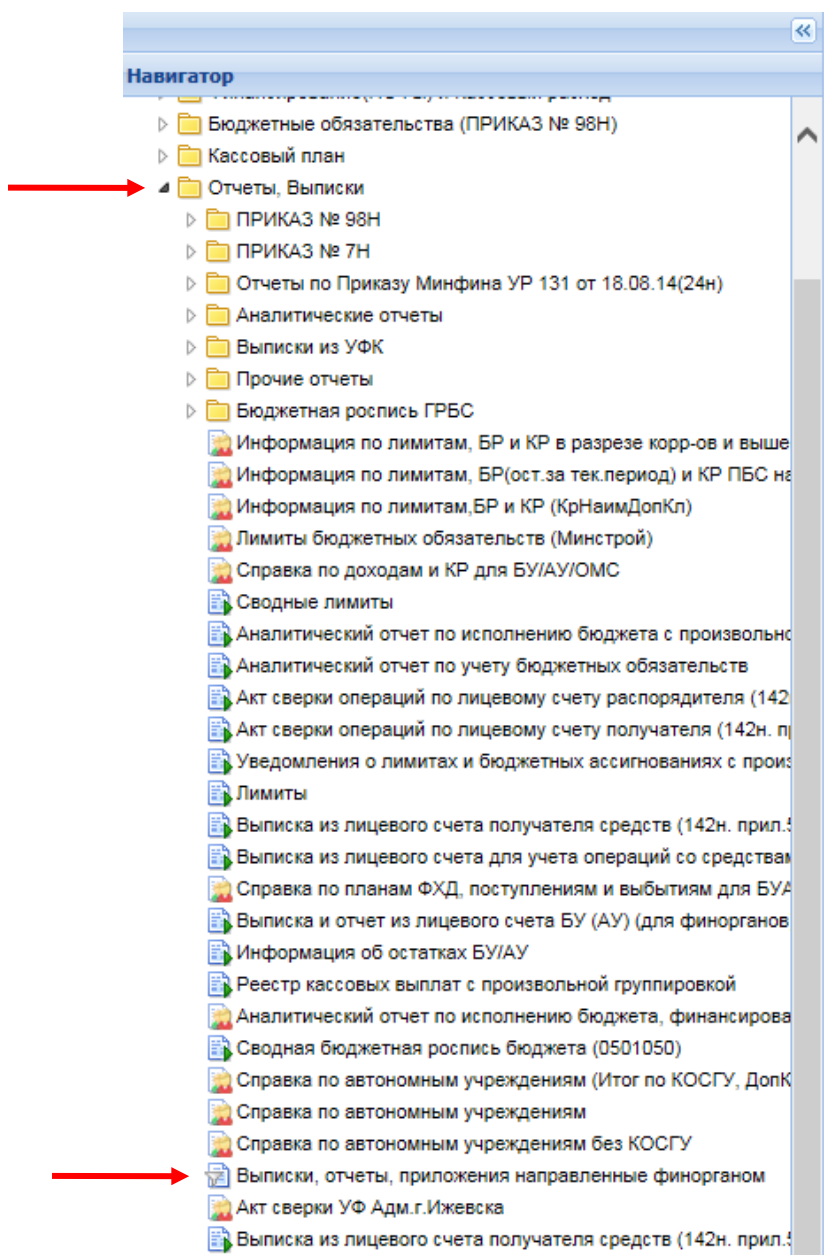 Навигатор
Бюджетные обязательства (ПРИКАЗ № 98Н)
Кассовый план
Отчеты, Выписки
ПРИКАЗ № 98Н
ПРИКАЗ № 7Н
Отчеты по Приказу Минфина УР 131 от 18.08.14(24н)
Аналитические отчеты
Выписки из УФК
Прочие отчеты
Бюджетная роспись ГРБС
Информация по лимитам, БР и КР в разрезе корр-ов и выше
Информация по лимитам, БР(ост.за тек.период) и КР ПБС на
Информация по лимитам,БР и КР (КрНаимДопКл)
Лимиты бюджетных обязательств (Минстрой)
Справка по доходам и КР для БУ/АУ/ОМС
Сводные лимиты
Аналитический отчет по исполнению бюджета с произвольно
Аналитический отчет по учету бюджетных обязательств
Акт сверки операций по лицевому счету распорядителя (142
Акт сверки операций по лицевому счету получателя (142н. п
Уведомления о лимитах и бюджетных ассигнованиях с произ
Лимиты
Выписка из лицевого счета получателя средств (142н. прил.5
Выписка из лицевого счета для учета операций со средствам
Справка по планам ФХД, поступлениям и выбытиям для БУА
Выписка и отчет из лицевого счета БУ (АУ) (для финорганов
Информация об остатках БУ/АУ
Реестр кассовых выплат с произвольной группировкой
Аналитический отчет по исполнению бюджета, финансирова
Сводная бюджетная роспись бюджета (0501050)
Справка по автономным учреждениям (Итог по КОСГУ, ДопК
Справка по автономным учреждениям
Справка по автономным учреждениям без КОСГУ
Выписки, отчеты, приложения направленные финорганом
Акт сверки УФ Адм.г.Ижевска
Выписка из лицевого счета получателя средств (142н. прил.5